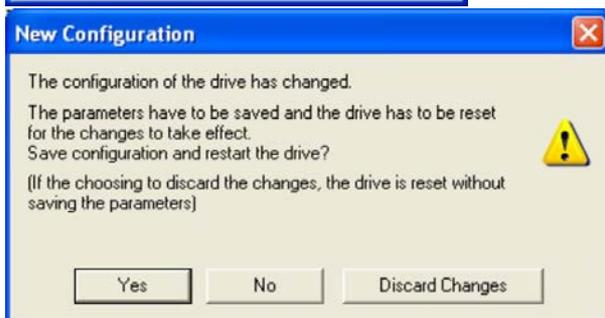 New Configuration
The configuration of the drive has changed.
The parameters have to be saved and the drive has to be reset
for the changes to take effect.
Save configuration and restart the drive?
(If the choosing to discard the changes, the drive is reset without
saving the parameters)
Yes No Discard Changes